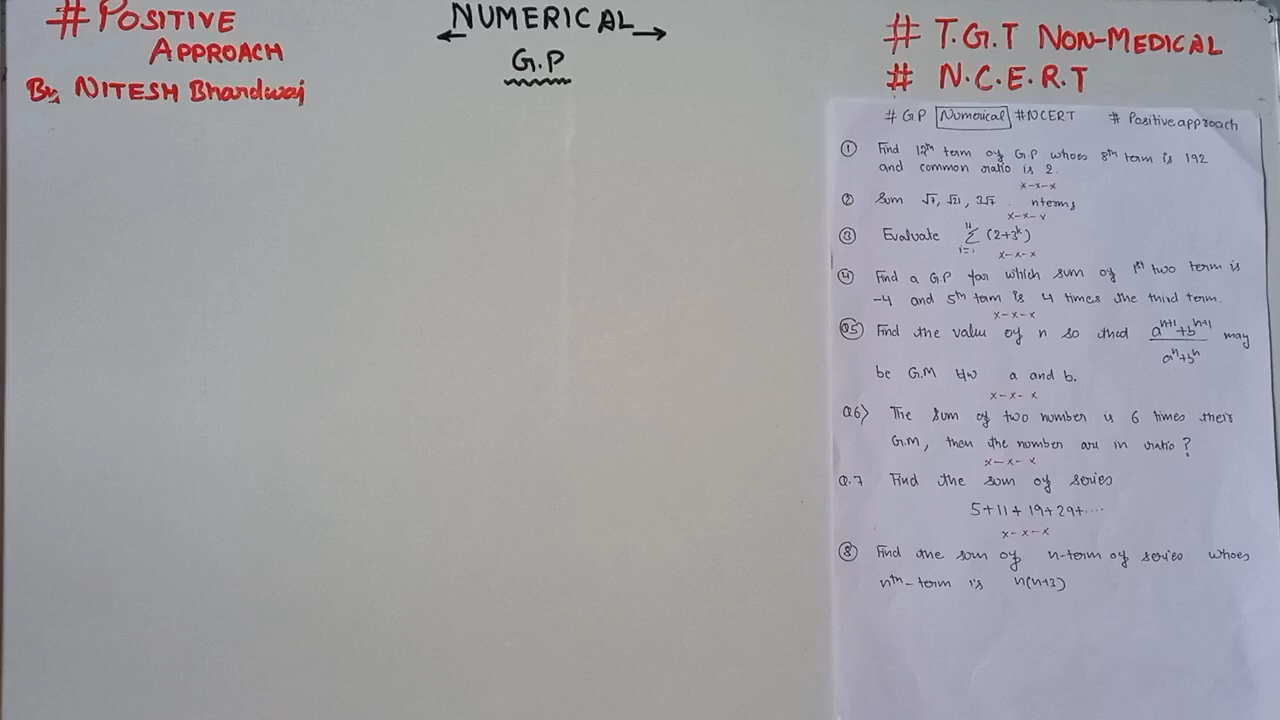 # POSITIVE
APPROACH
By NITESH Bhardwaj
NUMERICAL
G.P
# T.G.T NON-MEDICAL
# N.C.E.R.T
# GP Numerical #NCERT # Positive approach
① Find 12th term of G.P whoes 8th term is 192
and common ratio is 2.
x-x-x
② Sum √7, √21, 3√7 ... nterms
x-x-x
③ Evaluate Σ (2+3^k)
x-x-x
④ Find a G.P for which sum of 1st two term is
-4 and 5th term is 4 times the third term.
x-x-x
Q5 Find the value of n so that (a^(n+1)+b^(n+1))/(a^n+b^n) may
be G.M b/w a and b.
x-x-x
Q6) The sum of two number is 6 times their
G.M, then the number are in ratio?
x-x-x
Q.7 Find the sum of series
5+11+19+29+....
x-x-x
⑧ Find the sum of n-term of series whoes
nth-term is n(n+3)